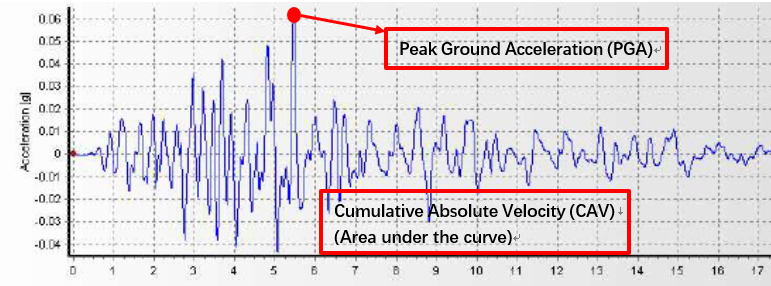 0.06
0.05
0.04
0.03
0.02
0.01
0
-0.01
-0.02
-0.03
-0.04
Acceleration [g]
Peak Ground Acceleration (PGA)
Cumulative Absolute Velocity (CAV)
(Area under the curve)
0 1 2 3 4 5 6 7 8 9 10 11 12 13 14 15 16 17